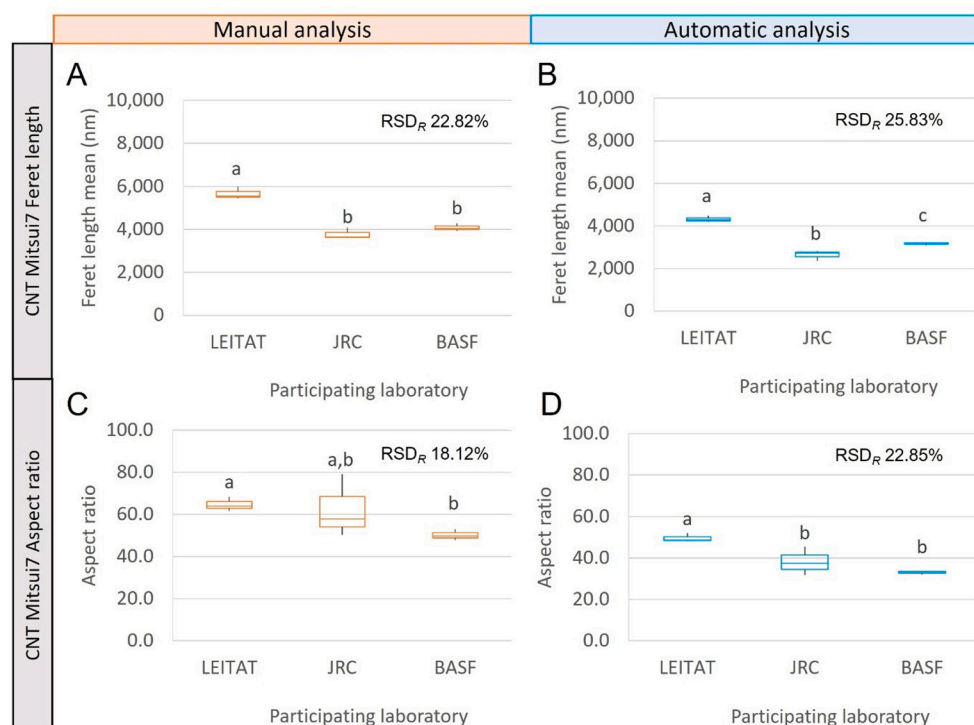 Manual analysis
Automatic analysis
CNT Mitsui7 Feret length
A
Feret length mean (nm)
10,000
8,000
6,000
4,000
2,000
0
RSD_R 22.82%
a
b
b
LEITAT JRC BASF
Participating laboratory
B
Feret length mean (nm)
10,000
8,000
6,000
4,000
2,000
0
RSD_R 25.83%
a
b
c
LEITAT JRC BASF
Participating laboratory
CNT Mitsui7 Aspect ratio
C
Aspect ratio
100.0
80.0
60.0
40.0
20.0
0.0
RSD_R 18.12%
a
a,b
b
LEITAT JRC BASF
Participating laboratory
D
Aspect ratio
100.0
80.0
60.0
40.0
20.0
0.0
RSD_R 22.85%
a
b
b
LEITAT JRC BASF
Participating laboratory